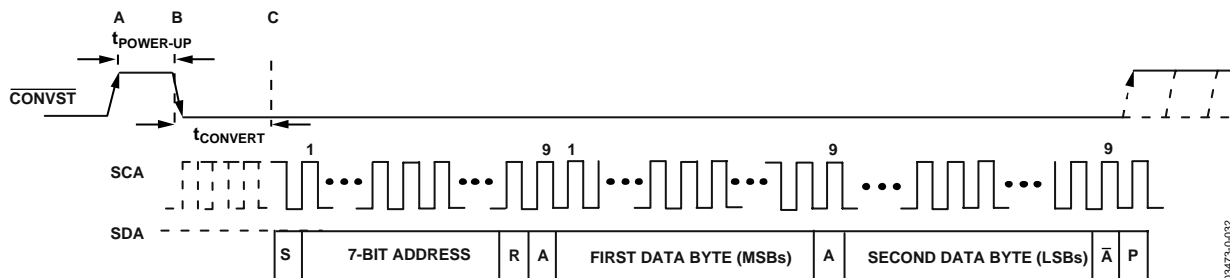 A B C
tPOWER-UP
CONVST
tCONVERT
1 9 1 9 9
SCA
SDA
S 7-BIT ADDRESS R A FIRST DATA BYTE (MSBs) A SECOND DATA BYTE (LSBs) A̅ P